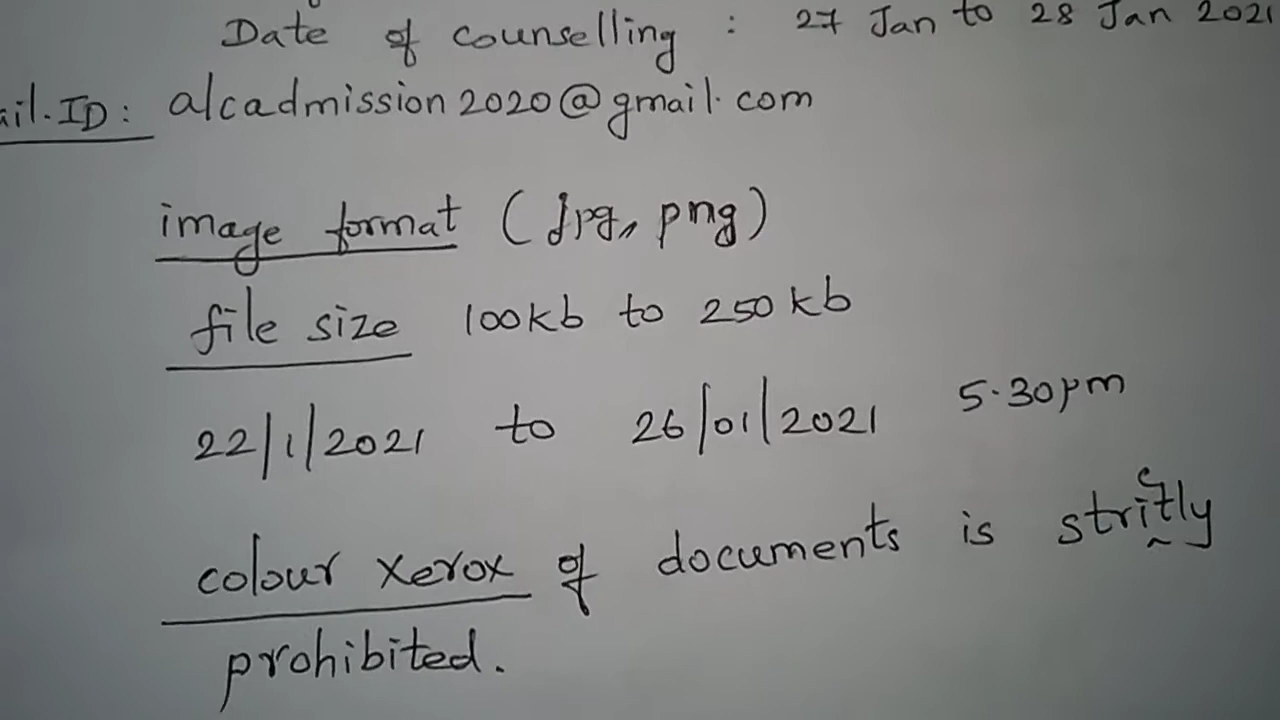 Date of counselling : 27 Jan to 28 Jan 2021
ail.ID: alcadmission2020@gmail.com
image format (jpg, png)
file size 100kb to 250kb
22/1/2021 to 26/01/2021 5.30pm
colour xerox of documents is strictly
prohibited.